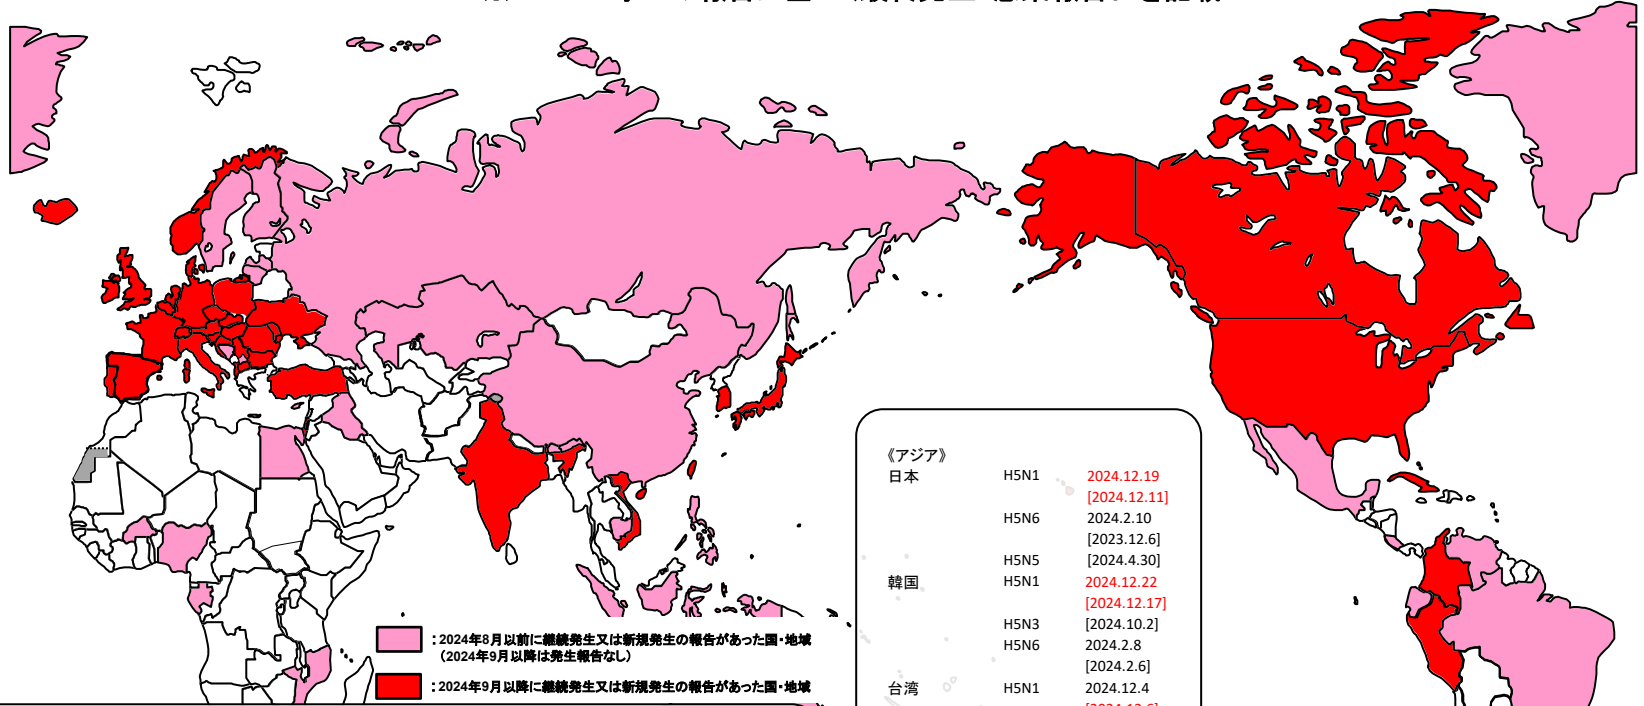 《アジア》
日本 H5N1 2024.12.19
[2024.12.11]
H5N6 2024.2.10
[2023.12.6]
H5N5 [2024.4.30]
韓国 H5N1 2024.12.22
[2024.12.17]
H5N3 [2024.10.2]
H5N6 2024.2.8
[2024.2.6]
台湾 H5N1 2024.12.4
:2024年8月以前に継続発生又は新規発生の報告があった国・地域
(2024年9月以降は発生報告なし)
:2024年9月以降に継続発生又は新規発生の報告があった国・地域